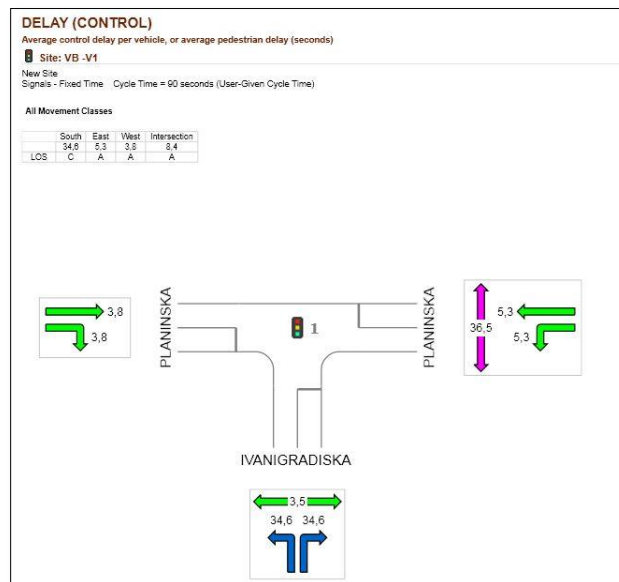 DELAY (CONTROL)
Average control delay per vehicle, or average pedestrian delay (seconds)
Site: VB -V1
New Site
Signals - Fixed Time Cycle Time = 90 seconds (User-Given Cycle Time)
All Movement Classes
South East West Intersection
34,6 5,3 3,8 8,4
LOS C A A A
3,8
3,8
PLANINSKA
1
PLANINSKA
36,5
5,3
5,3
IVANIGRADISKA
3,5
34,6 34,6